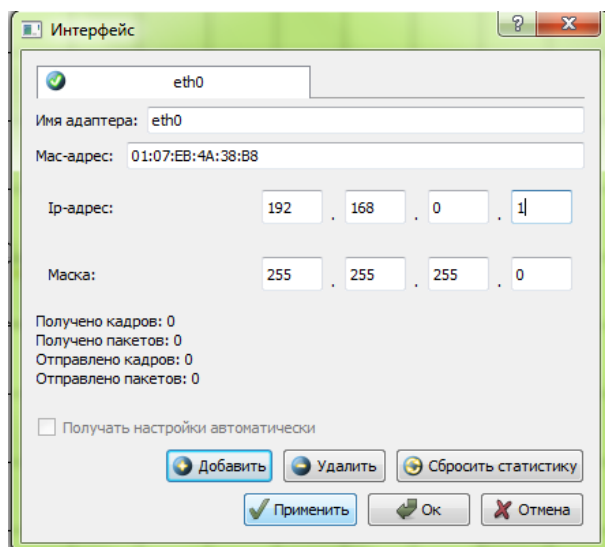 Интерфейс
eth0
Имя адаптера: eth0
Mac-адрес: 01:07:EB:4A:38:B8
Ip-адрес: 192 . 168 . 0 . 1
Маска: 255 . 255 . 255 . 0
Получено кадров: 0
Получено пакетов: 0
Отправлено кадров: 0
Отправлено пакетов: 0
Получать настройки автоматически
Добавить Удалить Сбросить статистику
Применить Ок Отмена